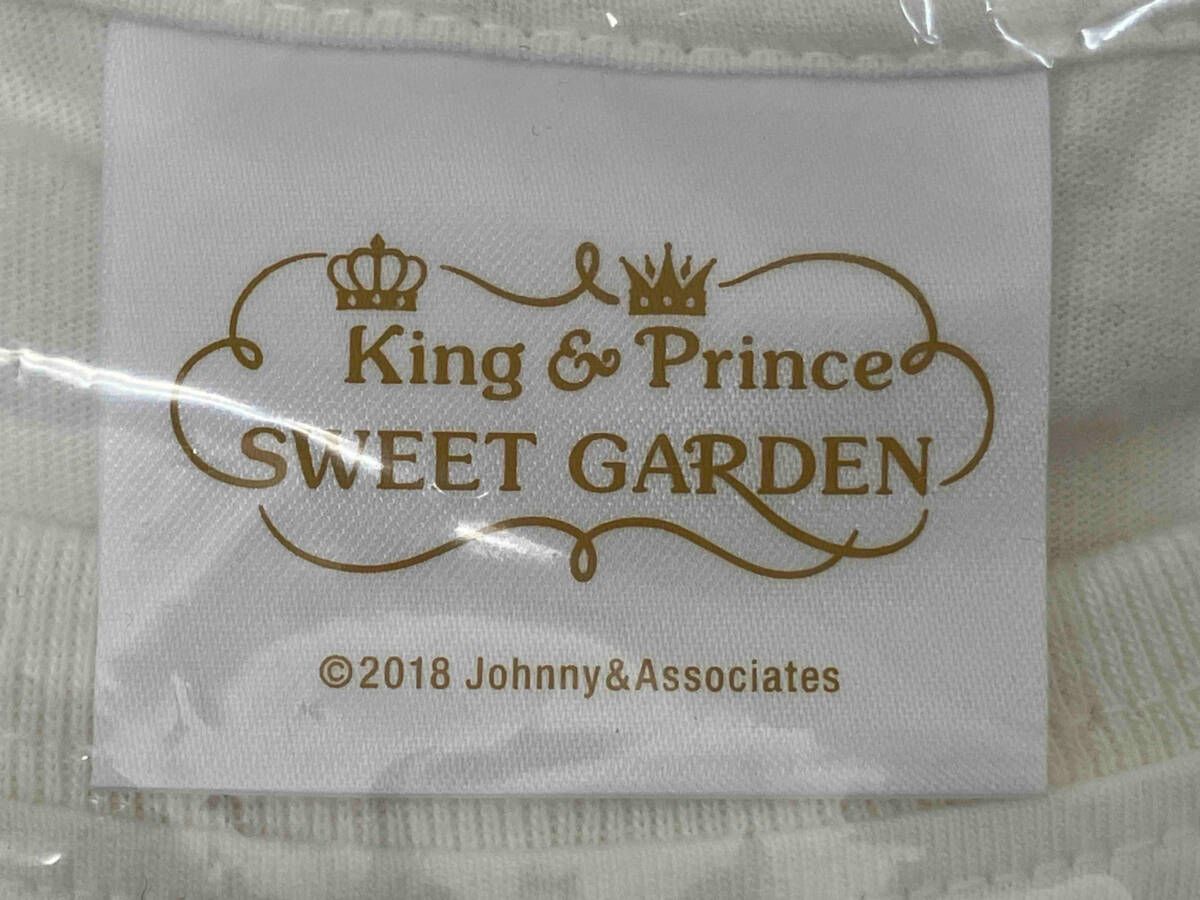 King & Prince
SWEET GARDEN
©2018 Johnny&Associates